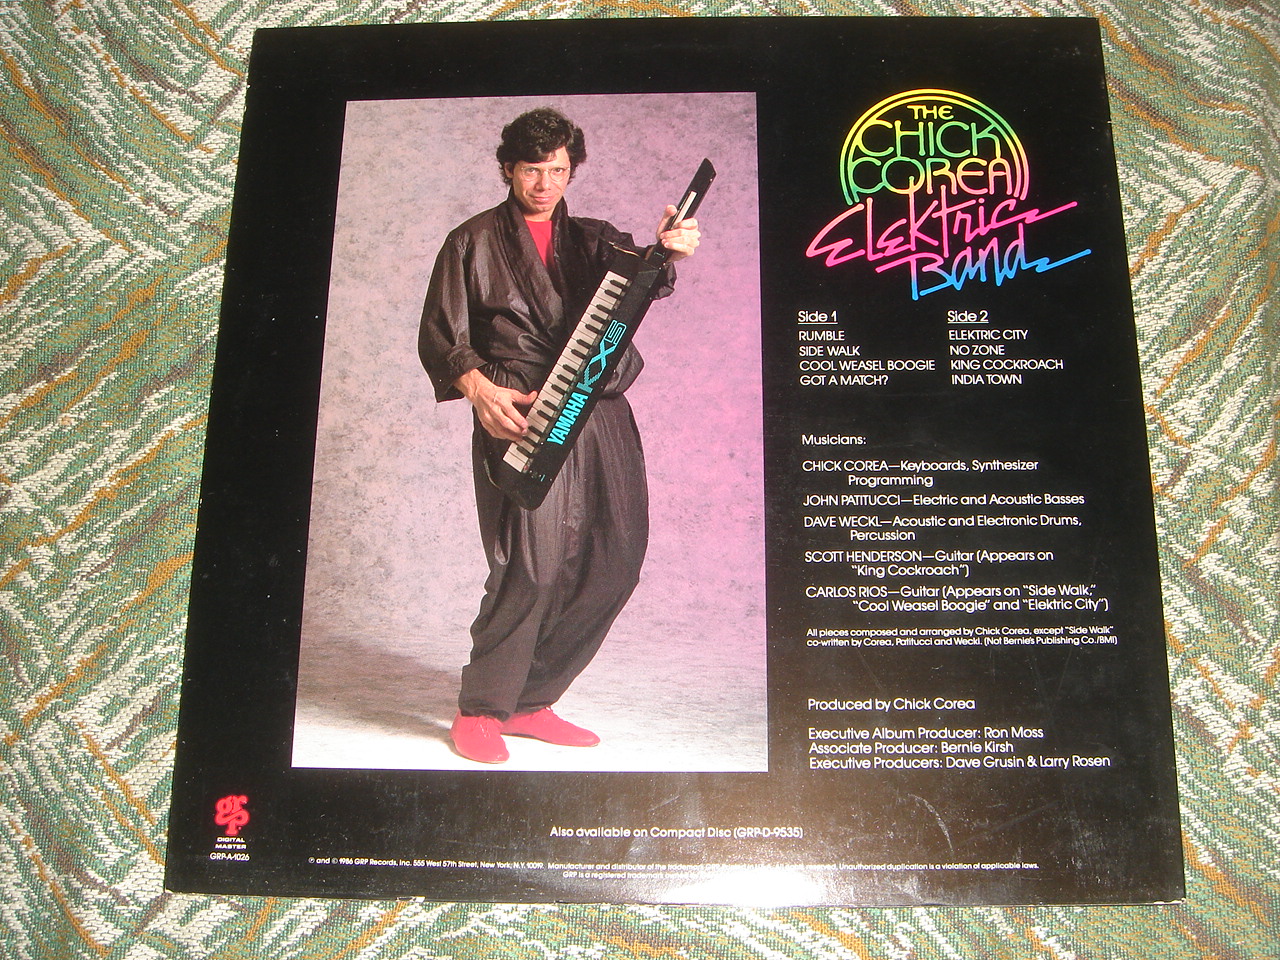 THE
CHICK
COREA
Elektric
Band
Side 1
RUMBLE
SIDE WALK
COOL WEASEL BOOGIE
GOT A MATCH?
Side 2
ELEKTRIC CITY
NO ZONE
KING COCKROACH
INDIA TOWN
YAMAHA KX5
Musicians:
CHICK COREA—Keyboards, Synthesizer
Programming
JOHN PATITUCCI—Electric and Acoustic Basses
DAVE WECKL—Acoustic and Electronic Drums,
Percussion
SCOTT HENDERSON—Guitar (Appears on
"King Cockroach")
CARLOS RIOS—Guitar (Appears on "Side Walk,"
"Cool Weasel Boogie" and "Elektric City")
All pieces composed and arranged by Chick Corea, except "Side Walk"
co-written by Corea, Patitucci and Weckl. (Not Bernie's Publishing Co./BMI)
Produced by Chick Corea
Executive Album Producer: Ron Moss
Associate Producer: Bernie Kirsh
Executive Producers: Dave Grusin & Larry Rosen
grp
DIGITAL
MASTER
GRP-A-1026
Also available on Compact Disc (GRP-D-9535)
℗ and © 1986 GRP Records, Inc. 555 West 57th Street, New York, N.Y. 10019. Manufacturer and distributor of the trademark reserved. Unauthorized duplication is a violation of applicable laws.
GRP is a registered trademark